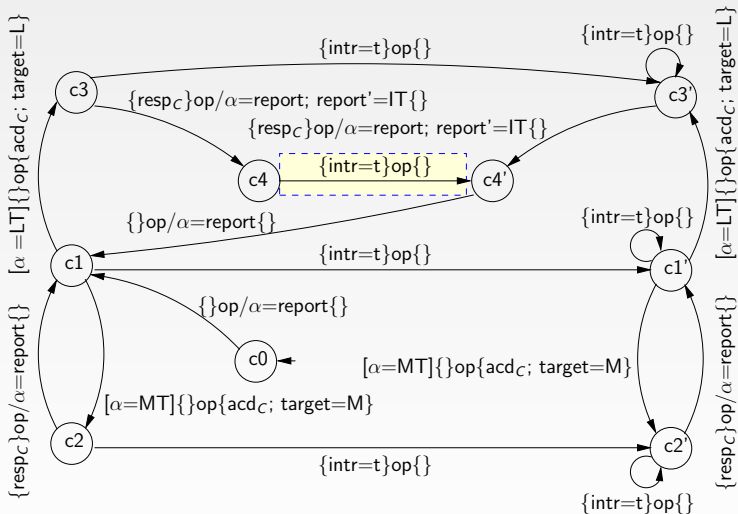 {intr=t}op{}
{intr=t}op{}
c3
c3'
{resp_C}op/α=report; report'=IT{}
{resp_C}op/α=report; report'=IT{}
[α =LT]{}op{acd_C; target=L}
[α=LT]{}op{acd_C; target=L}
{intr=t}op{}
c4
c4'
{}op/α=report{}
{intr=t}op{}
{intr=t}op{}
c1
c1'
{}op/α=report{}
c0
[α=MT]{}op{acd_C; target=M}
{resp_C}op/α=report{}
{resp_C}op/α=report{}
[α=MT]{}op{acd_C; target=M}
c2
c2'
{intr=t}op{}
{intr=t}op{}